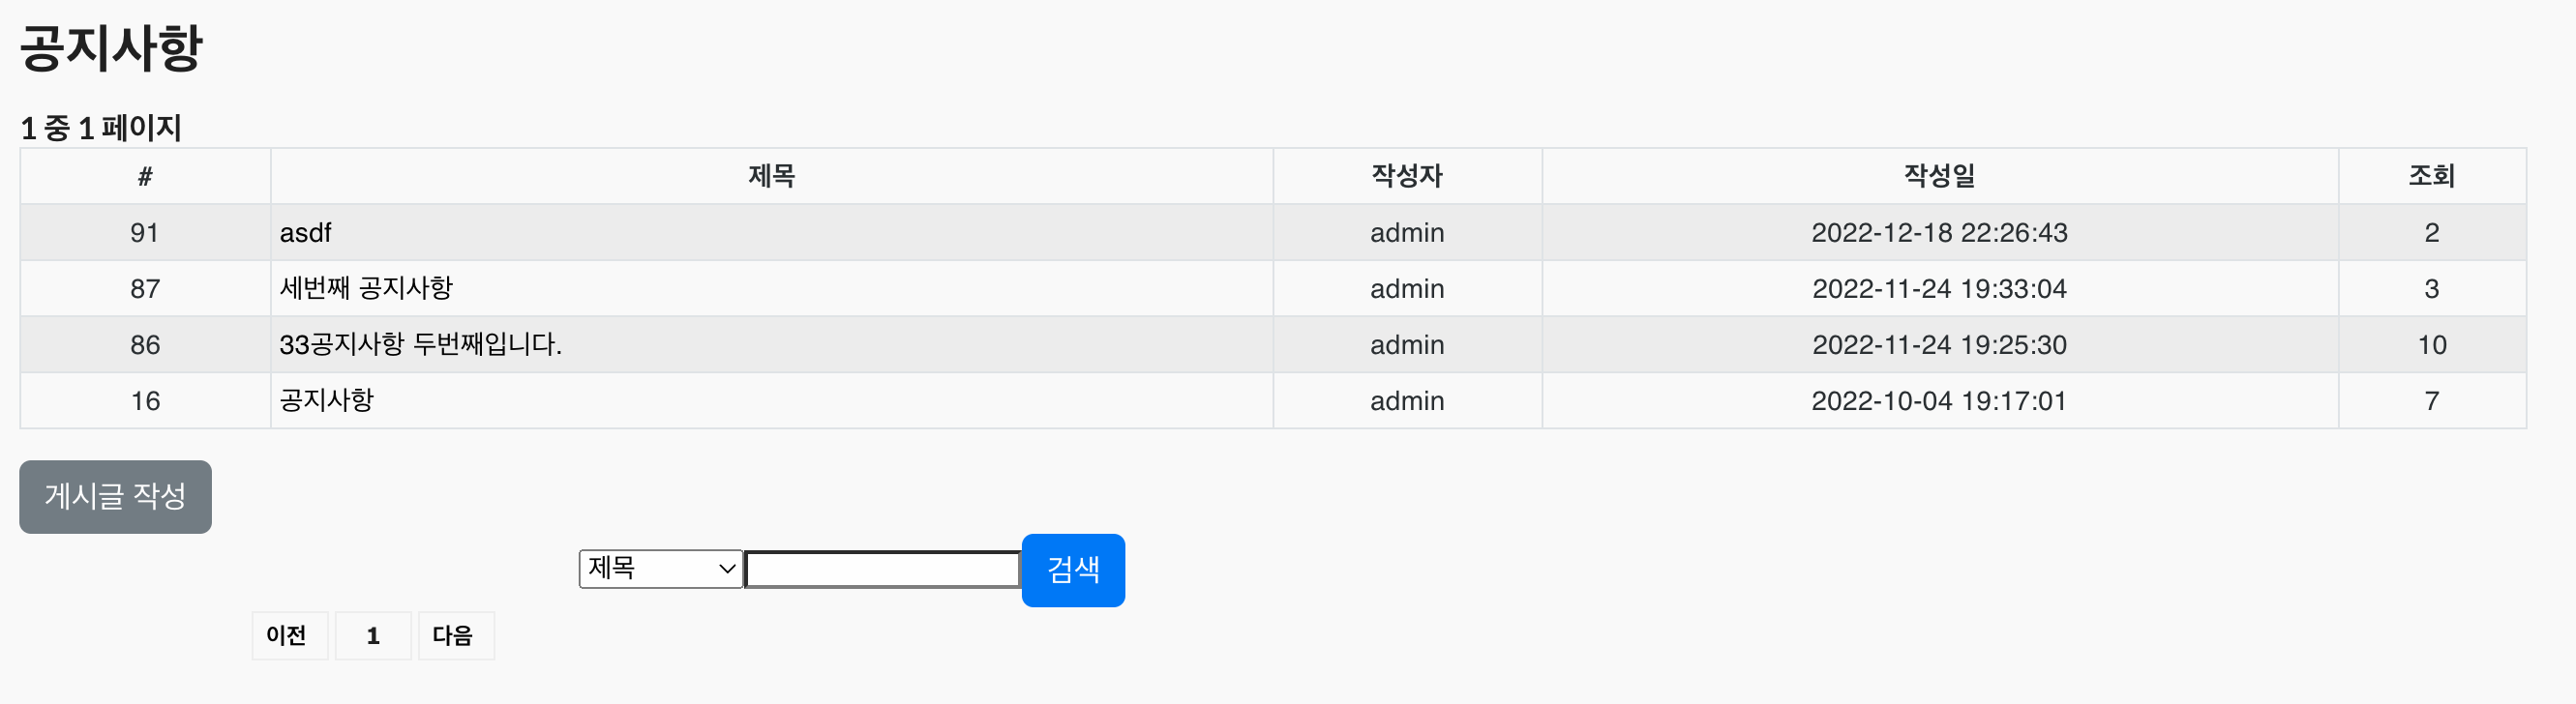 공지사항
1 중 1 페이지
# 제목 작성자 작성일 조회
91 asdf admin 2022-12-18 22:26:43 2
87 세번째 공지사항 admin 2022-11-24 19:33:04 3
86 33공지사항 두번째입니다. admin 2022-11-24 19:25:30 10
16 공지사항 admin 2022-10-04 19:17:01 7
게시글 작성
제목 검색
이전 1 다음